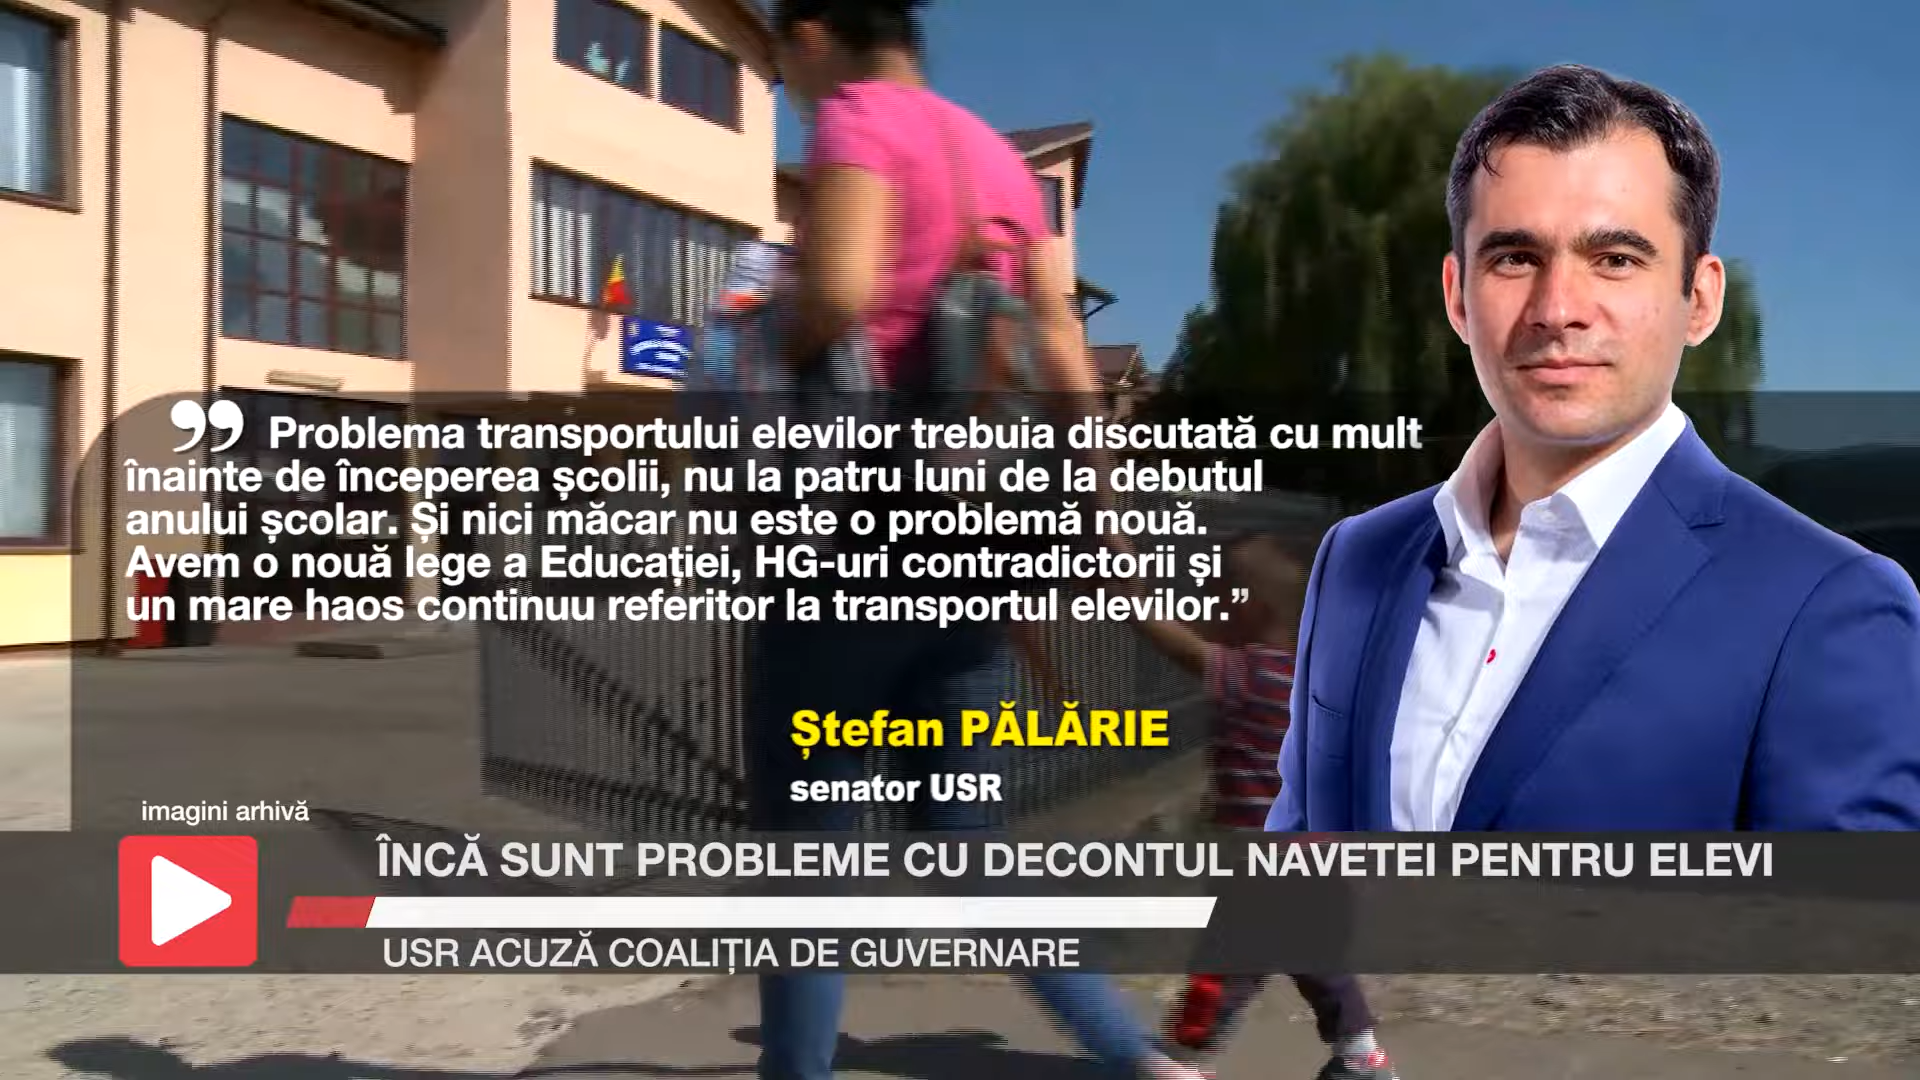 ” Problema transportului elevilor trebuia discutată cu mult
înainte de începerea școlii, nu la patru luni de la debutul
anului școlar. Și nici măcar nu este o problemă nouă.
Avem o nouă lege a Educației, HG-uri contradictorii și
un mare haos continuu referitor la transportul elevilor.”
Ștefan PĂLĂRIE
senator USR
imagini arhivă
ÎNCĂ SUNT PROBLEME CU DECONTUL NAVETEI PENTRU ELEVI
USR ACUZĂ COALIȚIA DE GUVERNARE